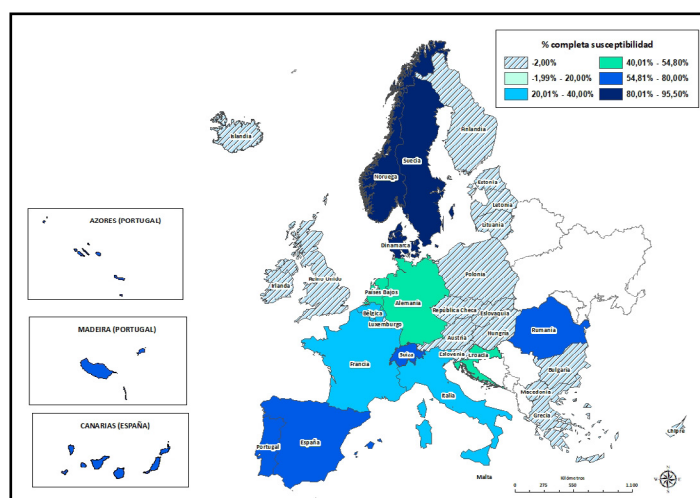 % completa susceptibilidad
-2,00%
-1,99% - 20,00%
20,01% - 40,00%
40,01% - 54,80%
54,81% - 80,00%
80,01% - 95,50%
Islandia
Finlandia
Suecia
Noruega
Estonia
Letonia
Lituania
Dinamarca
AZORES (PORTUGAL)
Irlanda
Reino Unido
Países Bajos
Alemania
Polonia
Bélgica
Luxemburgo
República Checa
Eslovaquia
Austria
Hungría
Rumania
MADEIRA (PORTUGAL)
Francia
Suiza
Eslovenia
Croacia
Italia
Bulgaria
Macedonia
Grecia
Chipre
CANARIAS (ESPAÑA)
Portugal
España
Malta
Kilómetros
0 275 550 1.100